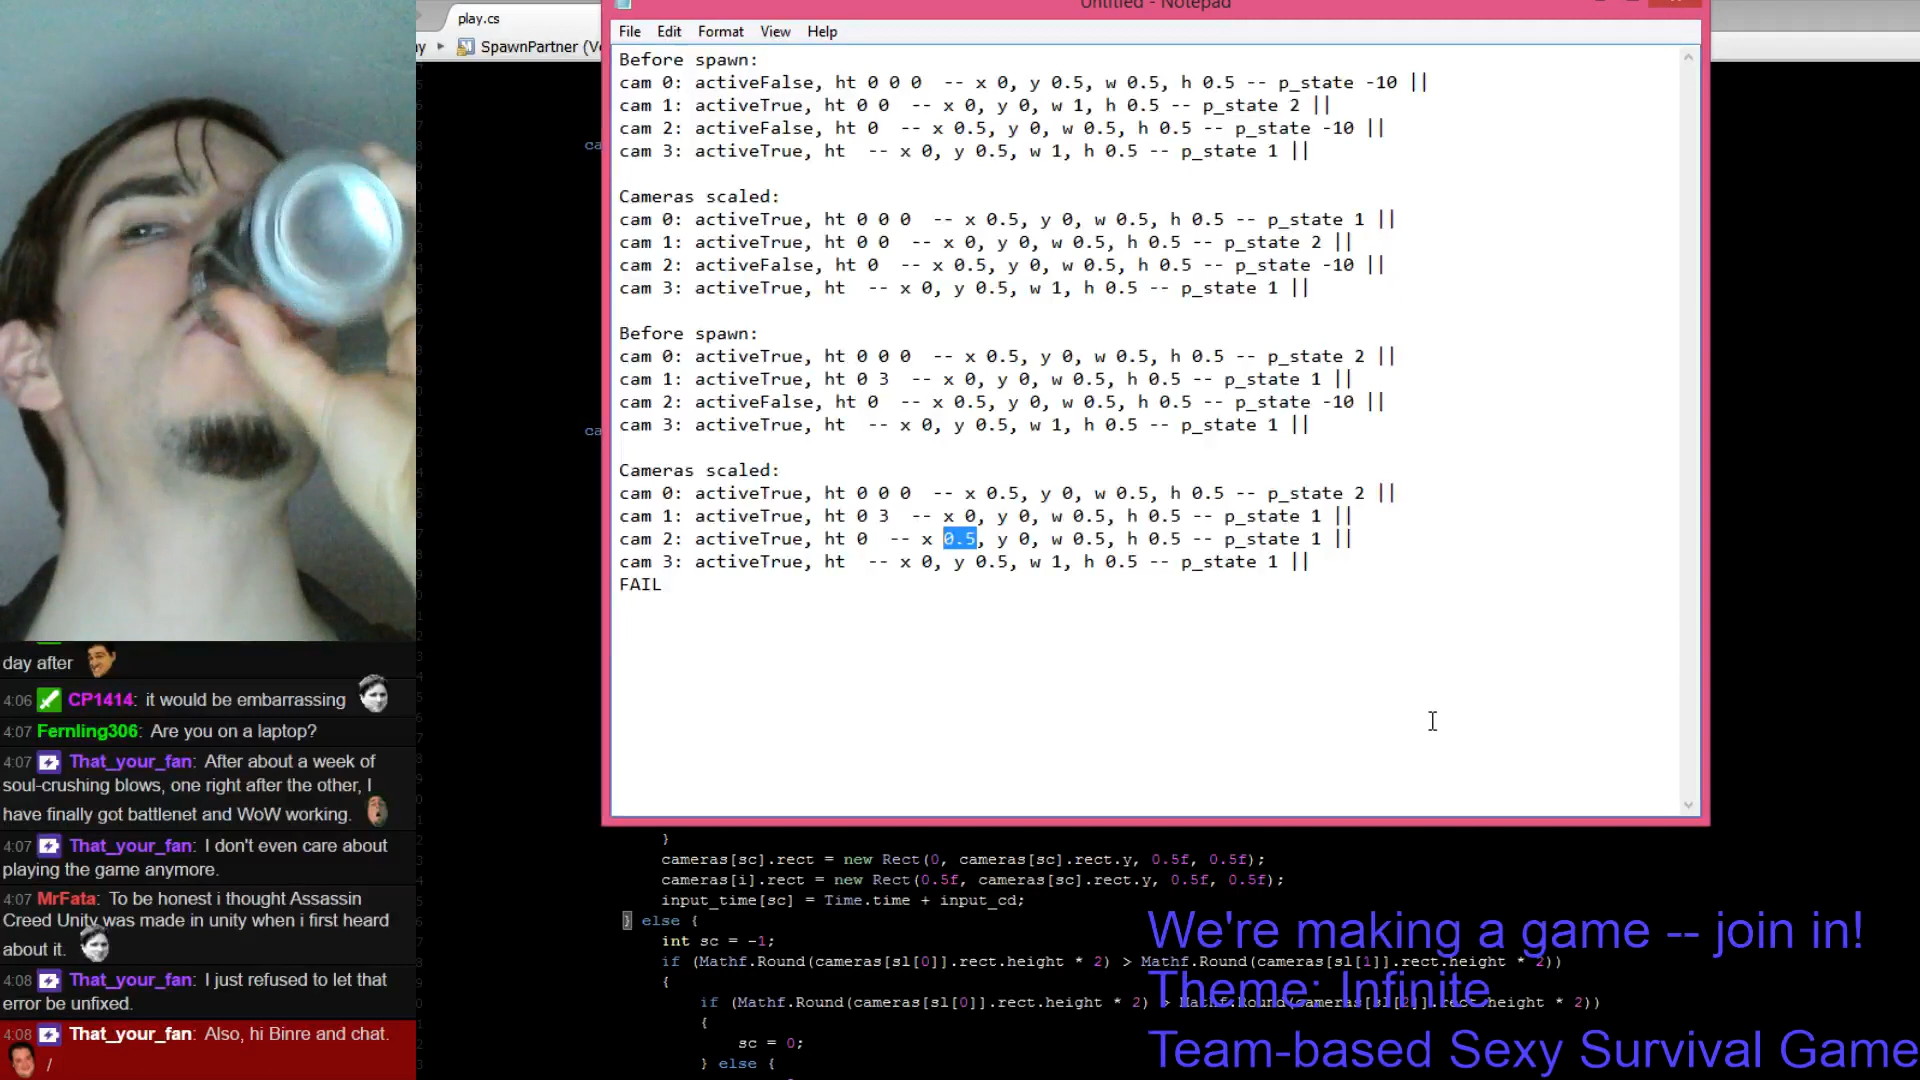 play.cs
SpawnPartner (V
Untitled - Notepad
File Edit Format View Help
Before spawn:
cam 0: activeFalse, ht 0 0 0  -- x 0, y 0.5, w 0.5, h 0.5 -- p_state -10 ||
cam 1: activeTrue, ht 0 0  -- x 0, y 0, w 1, h 0.5 -- p_state 2 ||
cam 2: activeFalse, ht 0  -- x 0.5, y 0, w 0.5, h 0.5 -- p_state -10 ||
cam 3: activeTrue, ht  -- x 0, y 0.5, w 1, h 0.5 -- p_state 1 ||
Cameras scaled:
cam 0: activeTrue, ht 0 0 0  -- x 0.5, y 0, w 0.5, h 0.5 -- p_state 1 ||
cam 1: activeTrue, ht 0 0  -- x 0, y 0, w 0.5, h 0.5 -- p_state 2 ||
cam 2: activeFalse, ht 0  -- x 0.5, y 0, w 0.5, h 0.5 -- p_state -10 ||
cam 3: activeTrue, ht  -- x 0, y 0.5, w 1, h 0.5 -- p_state 1 ||
Before spawn:
cam 0: activeTrue, ht 0 0 0  -- x 0.5, y 0, w 0.5, h 0.5 -- p_state 2 ||
cam 1: activeTrue, ht 0 3  -- x 0, y 0, w 0.5, h 0.5 -- p_state 1 ||
cam 2: activeFalse, ht 0  -- x 0.5, y 0, w 0.5, h 0.5 -- p_state -10 ||
cam 3: activeTrue, ht  -- x 0, y 0.5, w 1, h 0.5 -- p_state 1 ||
Cameras scaled:
cam 0: activeTrue, ht 0 0 0  -- x 0.5, y 0, w 0.5, h 0.5 -- p_state 2 ||
cam 1: activeTrue, ht 0 3  -- x 0, y 0, w 0.5, h 0.5 -- p_state 1 ||
cam 2: activeTrue, ht 0  -- x 0.5, y 0, w 0.5, h 0.5 -- p_state 1 ||
cam 3: activeTrue, ht  -- x 0, y 0.5, w 1, h 0.5 -- p_state 1 ||
FAIL
day after
4:06 CP1414: it would be embarrassing
4:07 Fernling306: Are you on a laptop?
4:07 That_your_fan: After about a week of
soul-crushing blows, one right after the other, I
have finally got battlenet and WoW working.
4:07 That_your_fan: I don't even care about
playing the game anymore.
4:07 MrFata: To be honest i thought Assassin
Creed Unity was made in unity when i first heard
about it.
4:08 That_your_fan: I just refused to let that
error be unfixed.
4:08 That_your_fan: Also, hi Binre and chat.
/
}
cameras[sc].rect = new Rect(0, cameras[sc].rect.y, 0.5f, 0.5f);
cameras[i].rect = new Rect(0.5f, cameras[sc].rect.y, 0.5f, 0.5f);
input_time[sc] = Time.time + input_cd;
} else {
int sc = -1;
if (Mathf.Round(cameras[sl[0]].rect.height * 2) > Mathf.Round(cameras[sl[1]].rect.height * 2))
{
if (Mathf.Round(cameras[sl[0]].rect.height * 2) > Mathf.Round(cameras[sl[2]].rect.height * 2))
{
sc = 0;
} else {
We're making a game -- join in!
Theme: Infinite
Team-based Sexy Survival Game